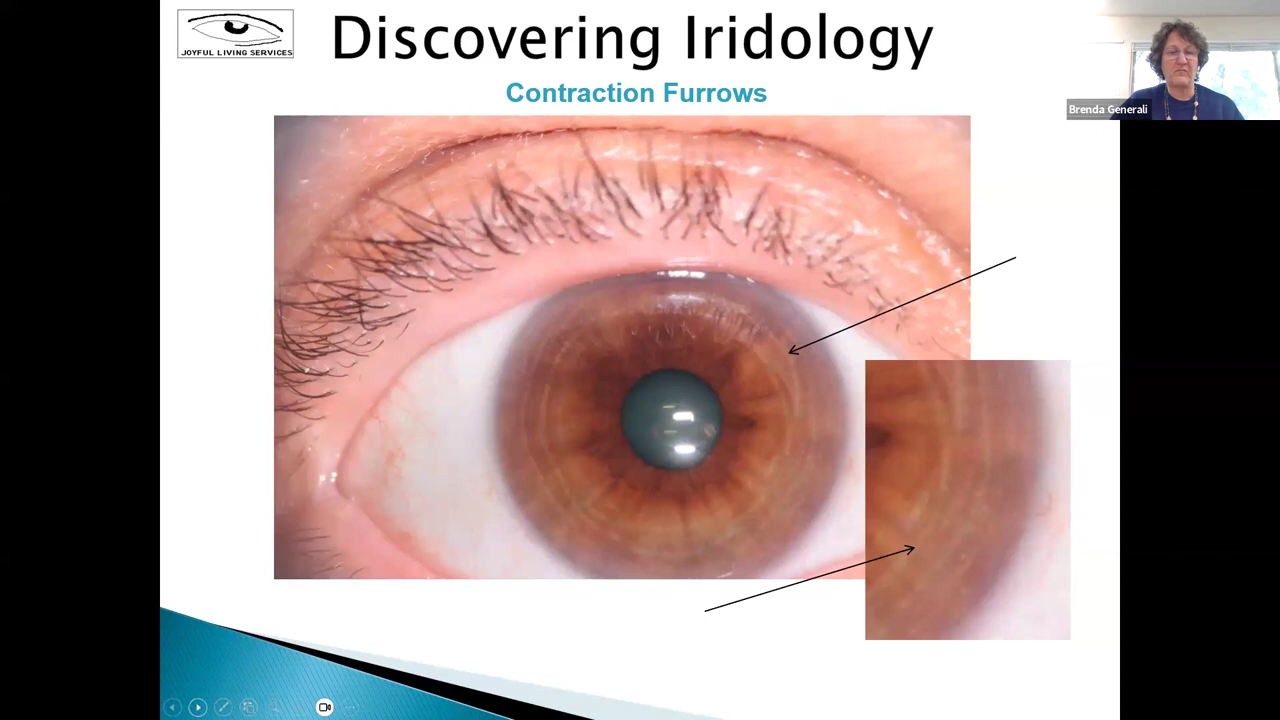 JOYFUL LIVING SERVICES
Discovering Iridology
Contraction Furrows
Brenda Generali